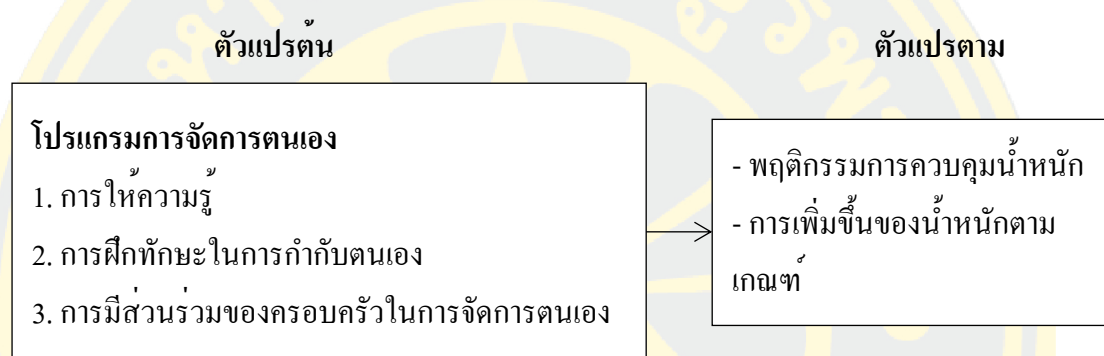 ตัวแปรต้น
ตัวแปรตาม
โปรแกรมการจัดการตนเอง
1. การให้ความรู้
2. การฝึกทักษะในการกำกับตนเอง
3. การมีส่วนร่วมของครอบครัวในการจัดการตนเอง
- พฤติกรรมการควบคุมน้ำหนัก
- การเพิ่มขึ้นของน้ำหนักตาม
เกณฑ์